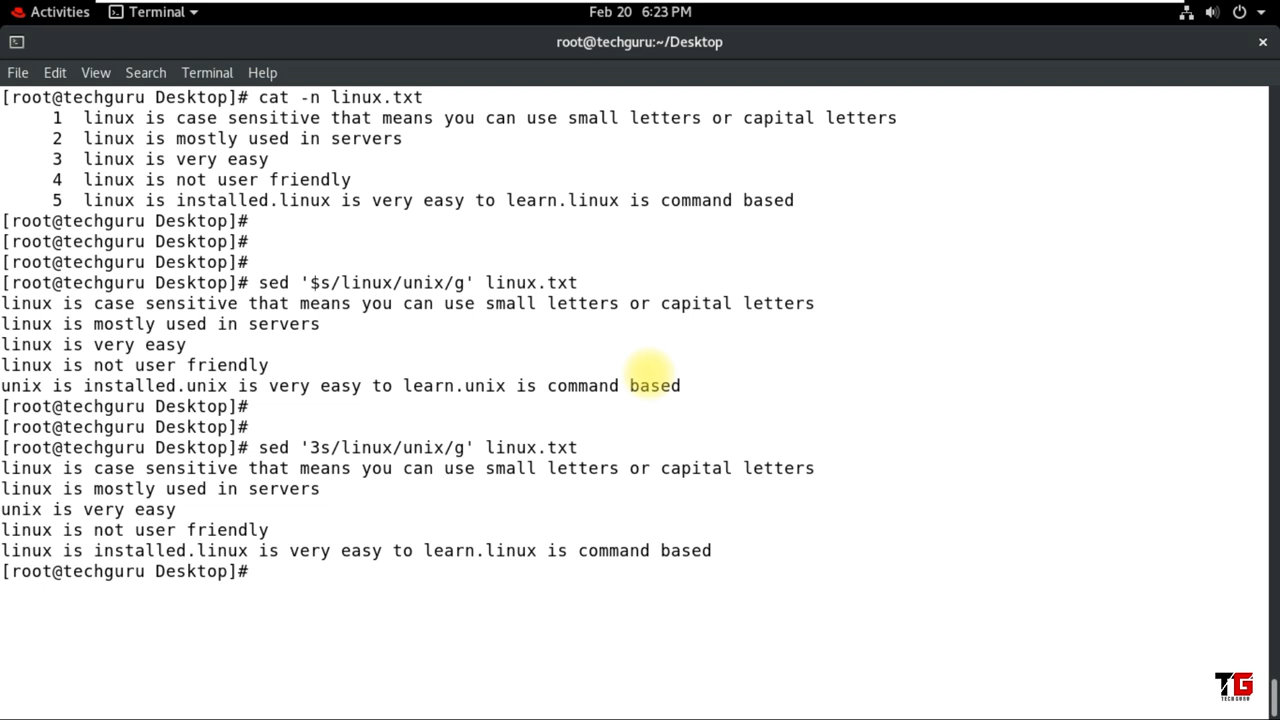 Activities Terminal Feb 20 6:23 PM
root@techguru:~/Desktop ×
File Edit View Search Terminal Help
[root@techguru Desktop]# cat -n linux.txt
1 linux is case sensitive that means you can use small letters or capital letters
2 linux is mostly used in servers
3 linux is very easy
4 linux is not user friendly
5 linux is installed.linux is very easy to learn.linux is command based
[root@techguru Desktop]#
[root@techguru Desktop]#
[root@techguru Desktop]#
[root@techguru Desktop]# sed '$s/linux/unix/g' linux.txt
linux is case sensitive that means you can use small letters or capital letters
linux is mostly used in servers
linux is very easy
linux is not user friendly
unix is installed.unix is very easy to learn.unix is command based
[root@techguru Desktop]#
[root@techguru Desktop]#
[root@techguru Desktop]# sed '3s/linux/unix/g' linux.txt
linux is case sensitive that means you can use small letters or capital letters
linux is mostly used in servers
unix is very easy
linux is not user friendly
linux is installed.linux is very easy to learn.linux is command based
[root@techguru Desktop]#
TG
TECH GURU